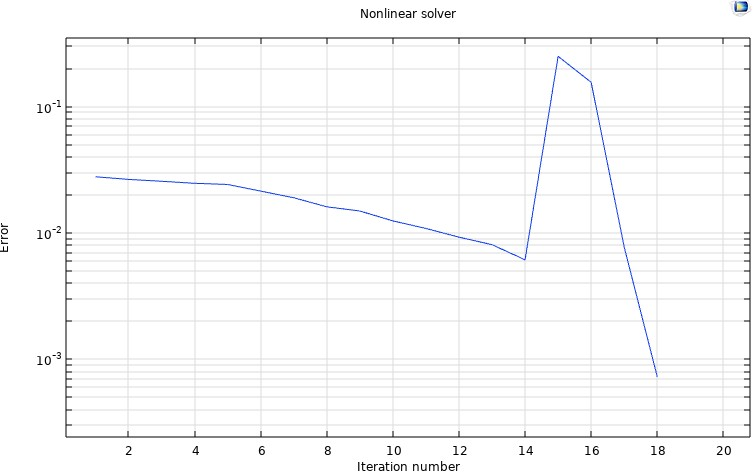 Nonlinear solver
10-1
10-2
10-3
Error
2 4 6 8 10 12 14 16 18 20
Iteration number